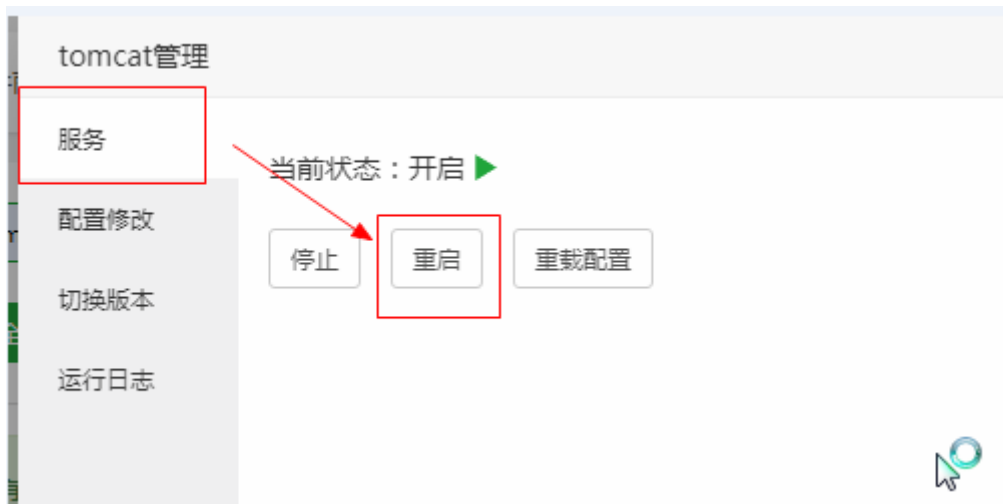 tomcat管理
服务
当前状态：开启
配置修改
停止 重启 重载配置
切换版本
运行日志